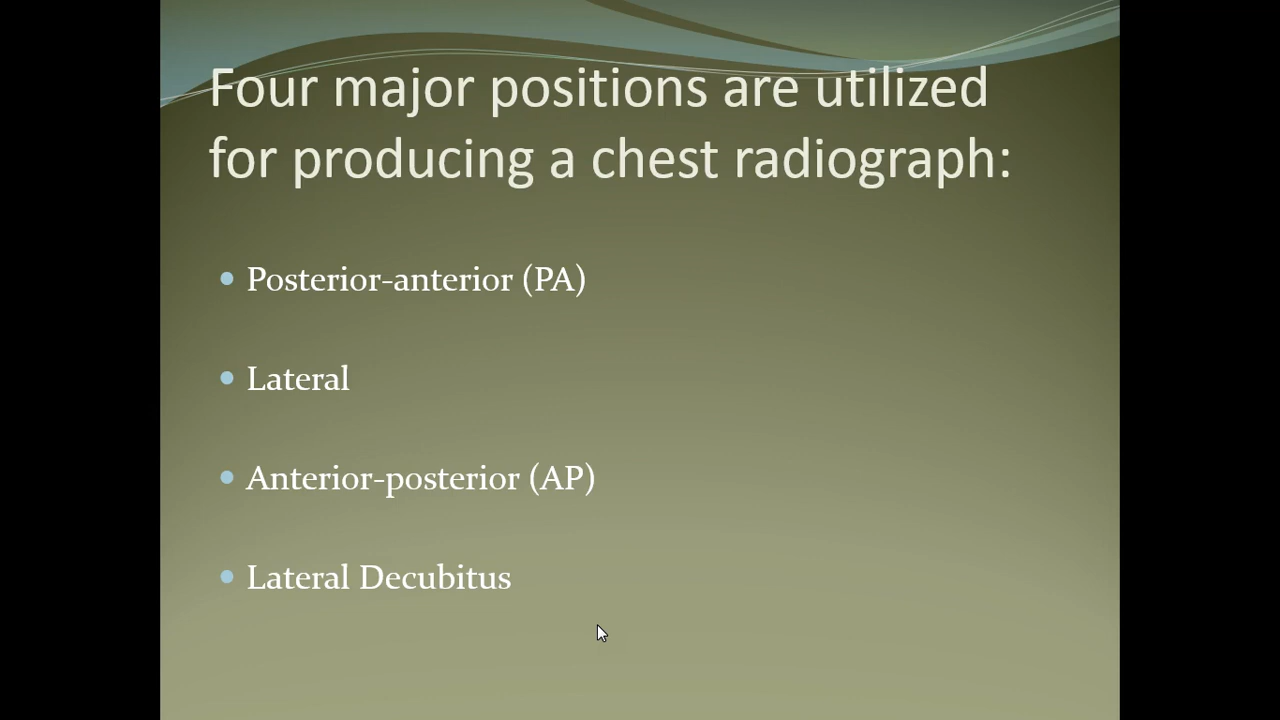 Four major positions are utilized
for producing a chest radiograph:
Posterior-anterior (PA)
Lateral
Anterior-posterior (AP)
Lateral Decubitus